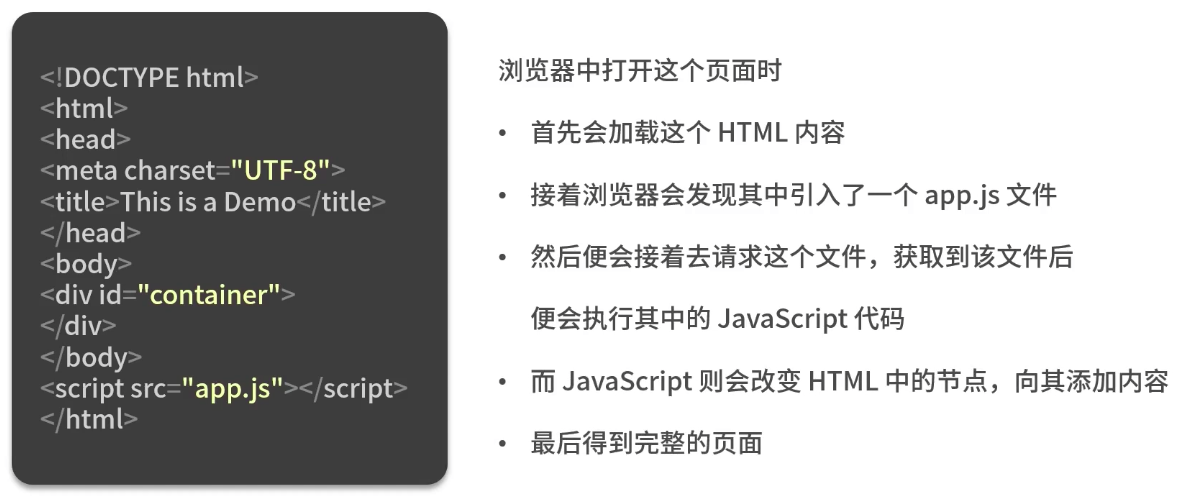 <!DOCTYPE html>
<html>
<head>
<meta charset="UTF-8">
<title>This is a Demo</title>
</head>
<body>
<div id="container">
</div>
</body>
<script src="app.js"></script>
</html>
浏览器中打开这个页面时
• 首先会加载这个 HTML 内容
• 接着浏览器会发现其中引入了一个 app.js 文件
• 然后便会接着去请求这个文件，获取到该文件后
便会执行其中的 JavaScript 代码
• 而 JavaScript 则会改变 HTML 中的节点，向其添加内容
• 最后得到完整的页面